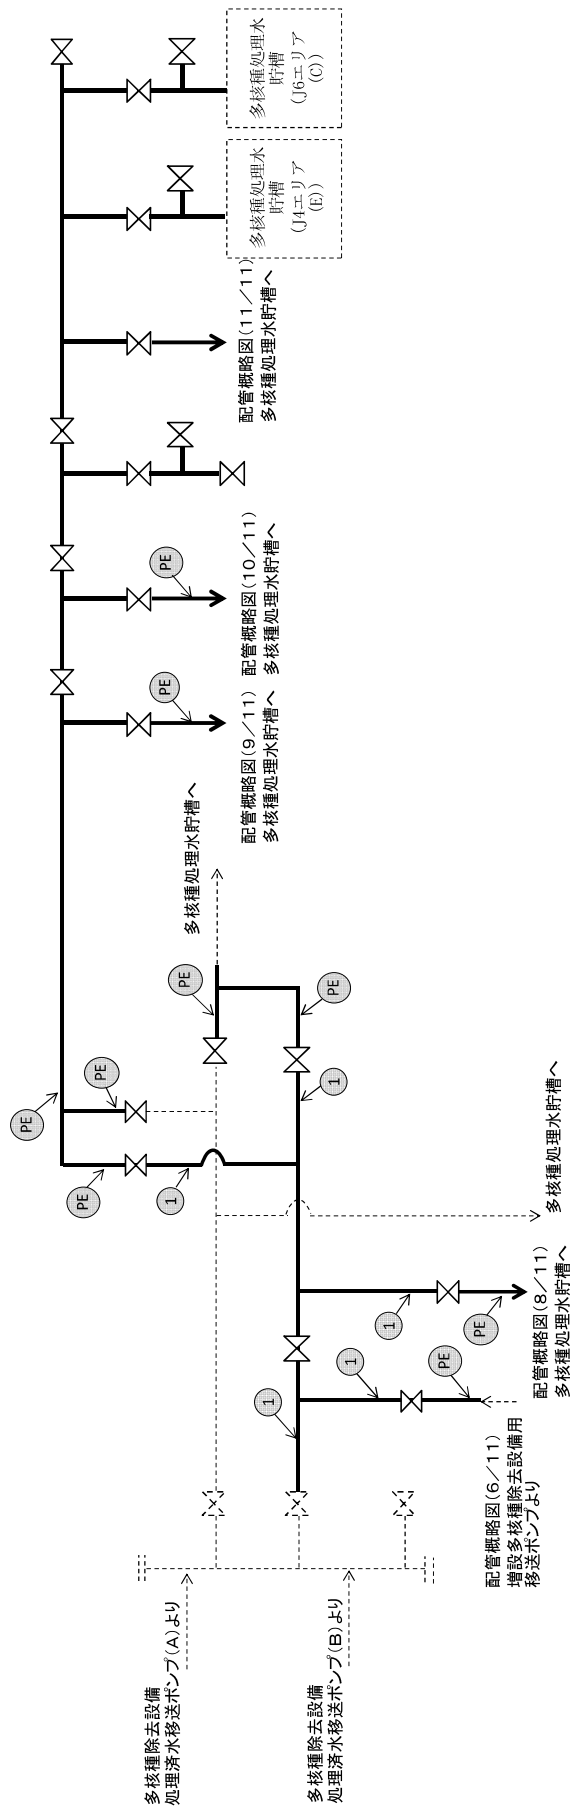 多核種除去設備
処理済水移送ポンプ(A)より
多核種除去設備
処理済水移送ポンプ(B)より
配管概略図(6/11)
増設多核種除去設備用
移送ポンプより
1
1
PE
1
PE
配管概略図(8/11)
多核種処理水貯槽へ
多核種処理水貯槽へ
PE
1
PE
PE
1
PE
PE
多核種処理水貯槽へ
PE
配管概略図(9/11)
多核種処理水貯槽へ
PE
配管概略図(10/11)
多核種処理水貯槽へ
配管概略図(11/11)
多核種処理水貯槽へ
多核種処理水
貯槽
(J4エリア
(E))
多核種処理水
貯槽
(J6エリア
(C))